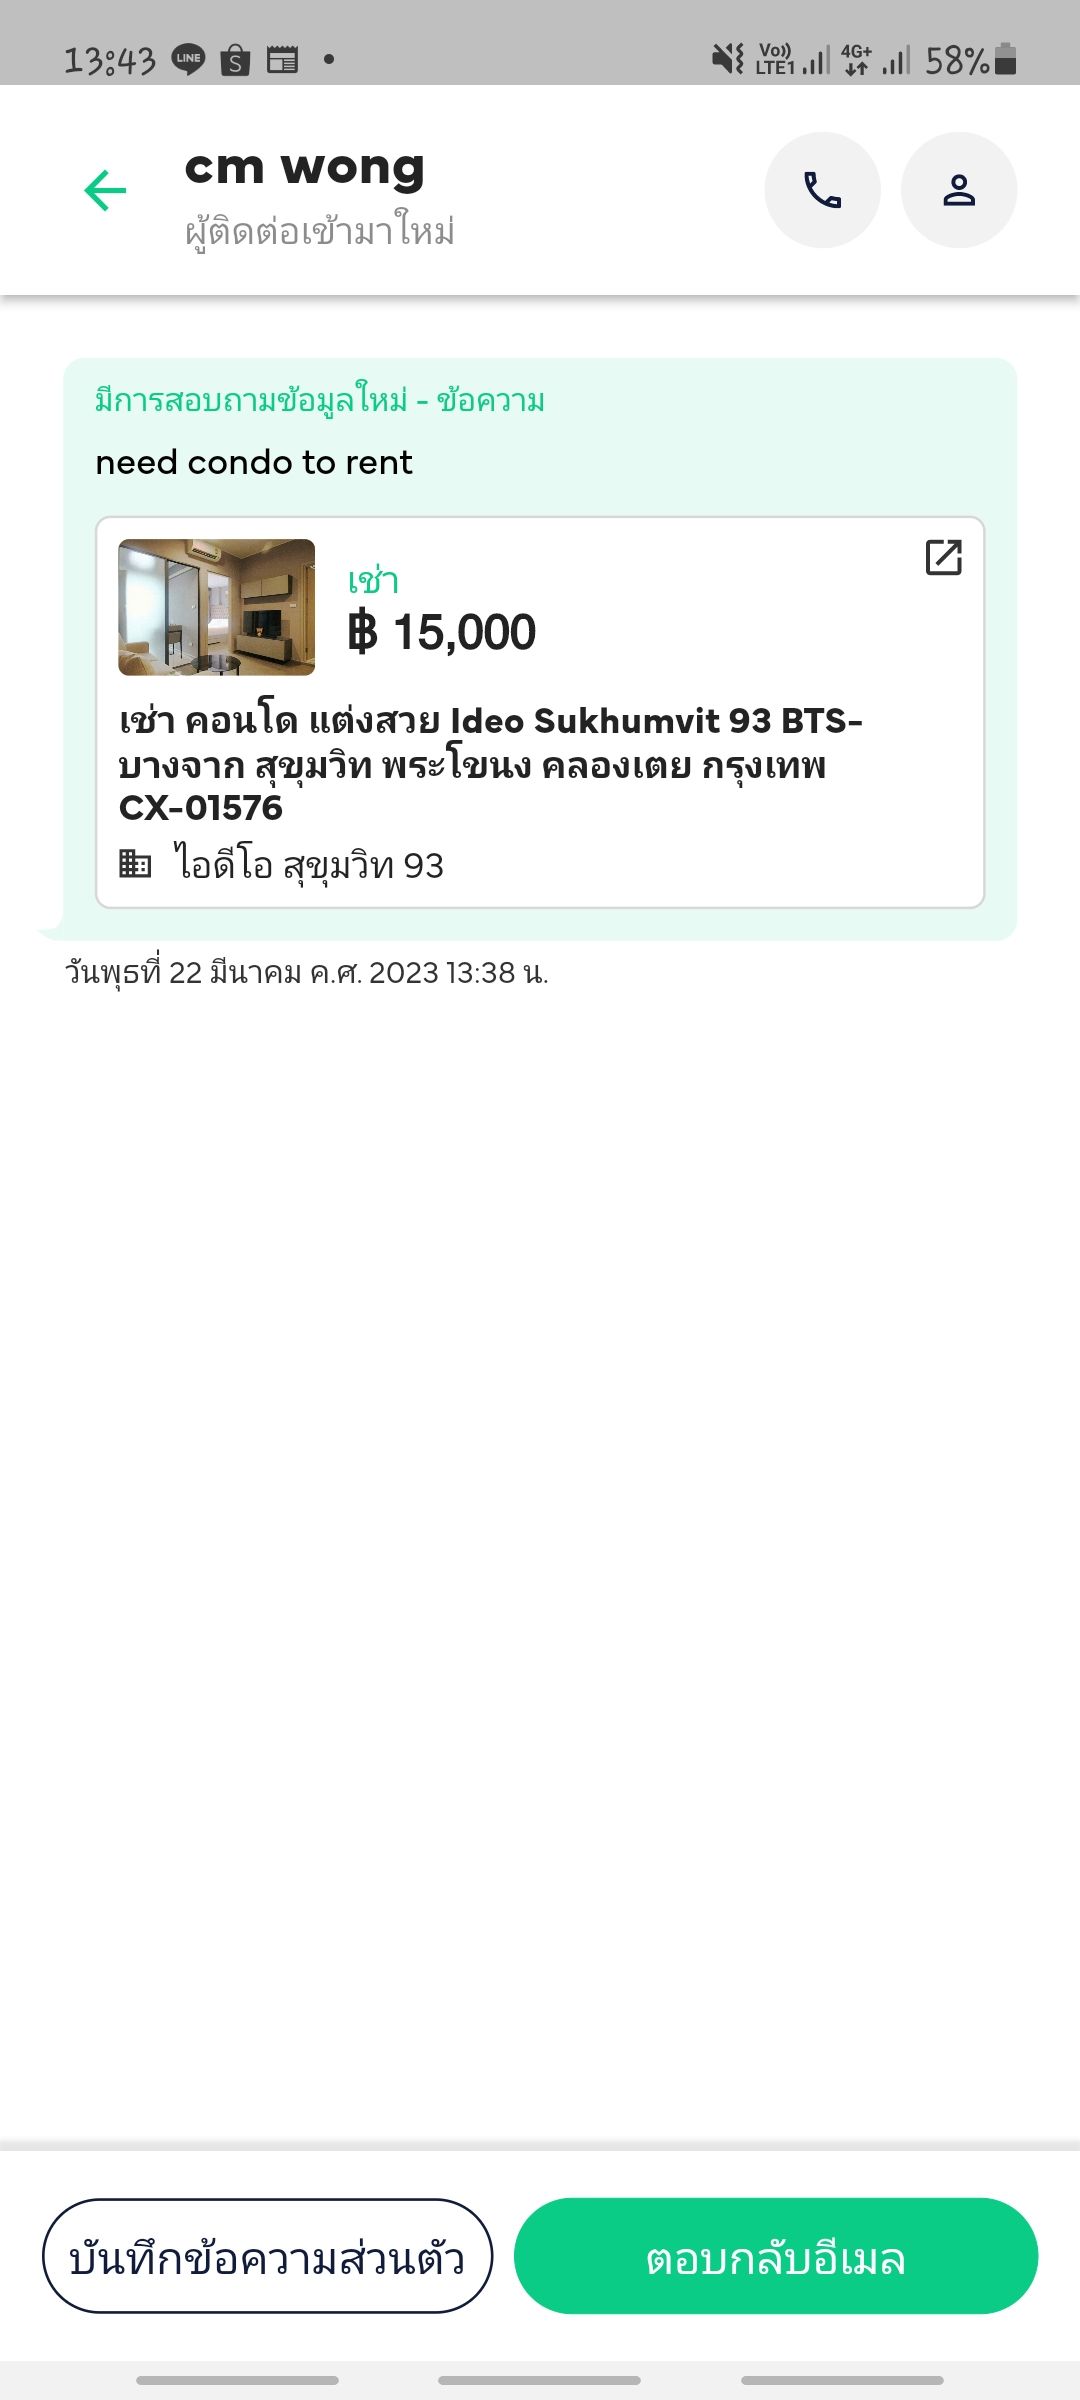 13:43 LINE S Vo)) LTE1 4G+ 58%
cm wong
ผู้ติดต่อเข้ามาใหม่
มีการสอบถามข้อมูลใหม่ - ข้อความ
need condo to rent
เช่า
฿ 15,000
เช่า คอนโด แต่งสวย Ideo Sukhumvit 93 BTS-
บางจาก สุขุมวิท พระโขนง คลองเตย กรุงเทพ
CX-01576
ไอดีโอ สุขุมวิท 93
วันพุธที่ 22 มีนาคม ค.ศ. 2023 13:38 น.
บันทึกข้อความส่วนตัว
ตอบกลับอีเมล